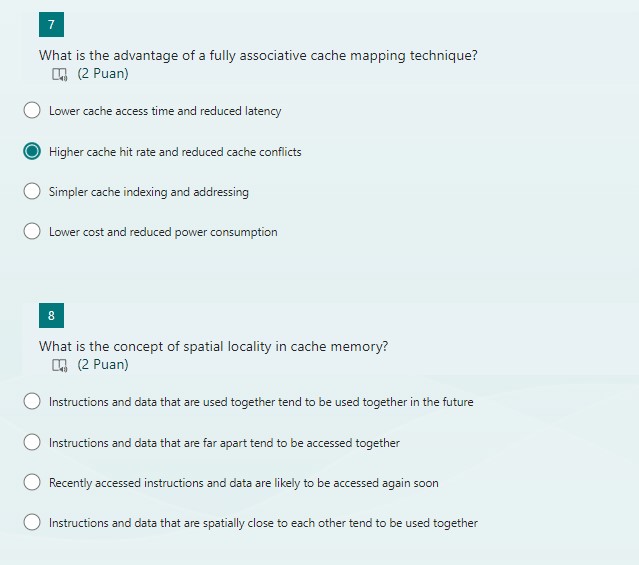 7
What is the advantage of a fully associative cache mapping technique?
(2 Puan)
Lower cache access time and reduced latency
Higher cache hit rate and reduced cache conflicts
Simpler cache indexing and addressing
Lower cost and reduced power consumption
8
What is the concept of spatial locality in cache memory?
(2 Puan)
Instructions and data that are used together tend to be used together in the future
Instructions and data that are far apart tend to be accessed together
Recently accessed instructions and data are likely to be accessed again soon
Instructions and data that are spatially close to each other tend to be used together